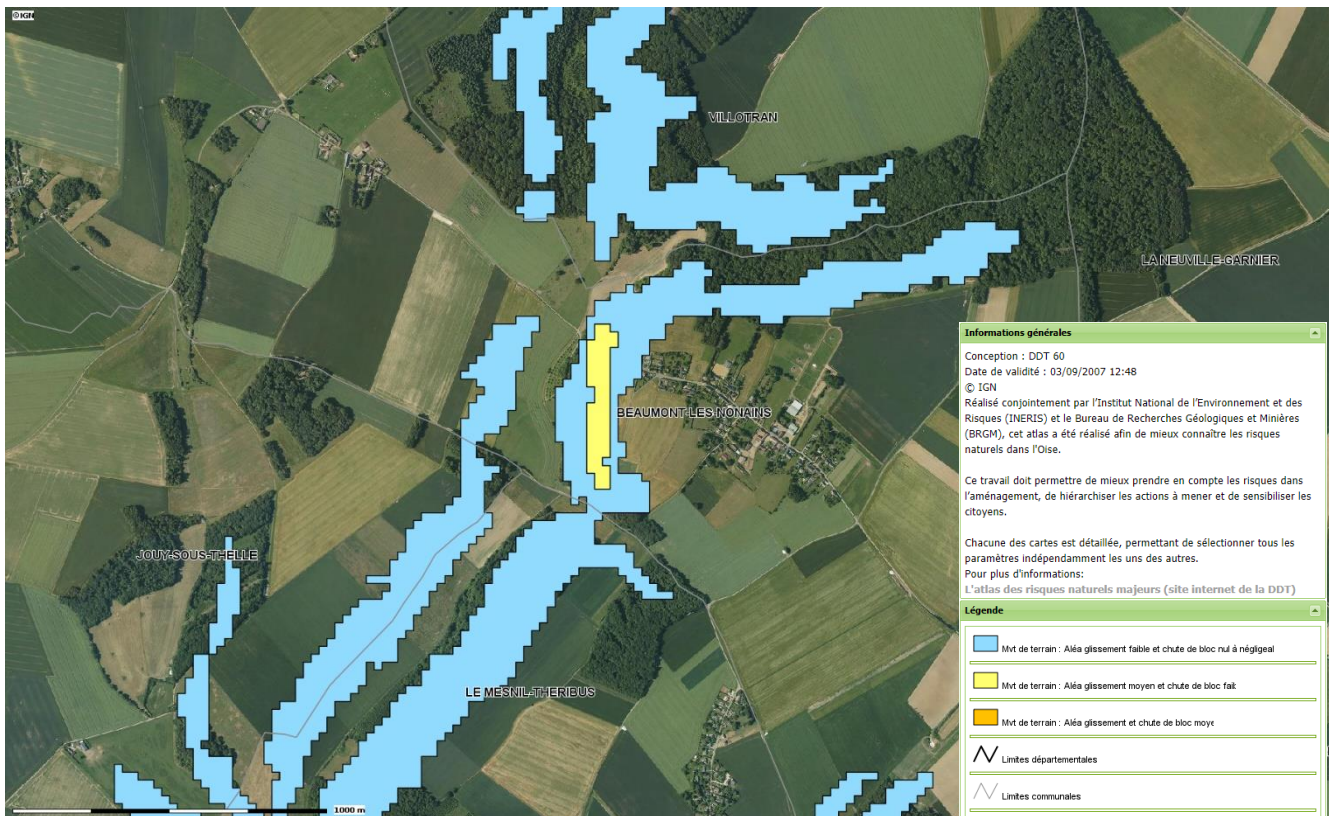 © IGN
VILLOTRAN
LA NEUVILLE-GARNIER
BEAUMONT-LES-NONAINS
JOUY-SOUS-THELLE
LE MESNIL-THERIBUS
1000 m
Informations générales
Conception : DDT 60
Date de validité : 03/09/2007 12:48
© IGN
Réalisé conjointement par l'Institut National de l'Environnement et des
Risques (INERIS) et le Bureau de Recherches Géologiques et Minières
(BRGM), cet atlas a été réalisé afin de mieux connaître les risques
naturels dans l'Oise.
Ce travail doit permettre de mieux prendre en compte les risques dans
l'aménagement, de hiérarchiser les actions à mener et de sensibiliser les
citoyens.
Chacune des cartes est détaillée, permettant de sélectionner tous les
paramètres indépendamment les uns des autres.
Pour plus d'informations:
L'atlas des risques naturels majeurs (site internet de la DDT)
Légende
Mvt de terrain : Aléa glissement faible et chute de bloc nul à négligeal
Mvt de terrain : Aléa glissement moyen et chute de bloc faib
Mvt de terrain : Aléa glissement et chute de bloc moye
Limites départementales
Limites communales